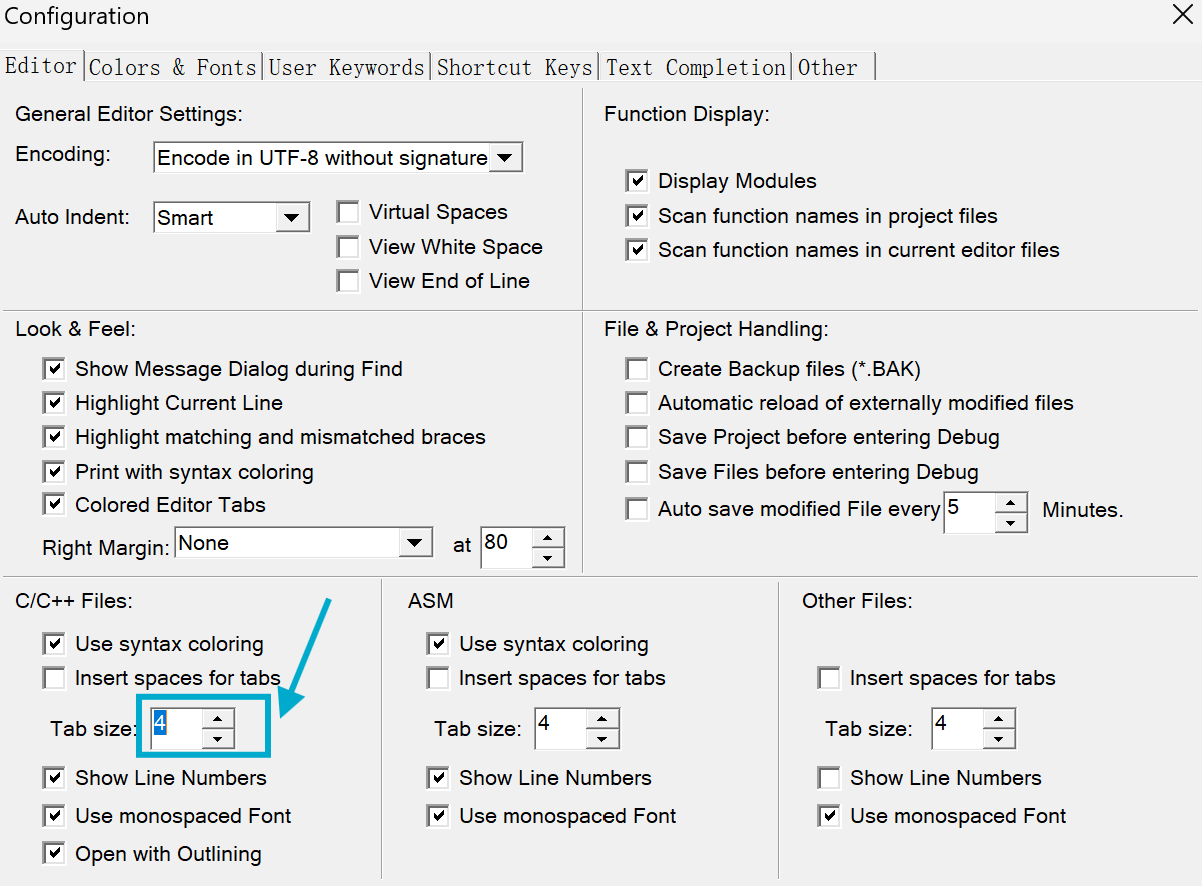 Configuration
Editor Colors & Fonts User Keywords Shortcut Keys Text Completion Other
General Editor Settings:
Encoding: Encode in UTF-8 without signature
Auto Indent: Smart
Virtual Spaces
View White Space
View End of Line
Function Display:
Display Modules
Scan function names in project files
Scan function names in current editor files
Look & Feel:
Show Message Dialog during Find
Highlight Current Line
Highlight matching and mismatched braces
Print with syntax coloring
Colored Editor Tabs
Right Margin: None at 80
File & Project Handling:
Create Backup files (*.BAK)
Automatic reload of externally modified files
Save Project before entering Debug
Save Files before entering Debug
Auto save modified File every 5 Minutes.
C/C++ Files:
Use syntax coloring
Insert spaces for tabs
Tab size: 4
Show Line Numbers
Use monospaced Font
Open with Outlining
ASM
Use syntax coloring
Insert spaces for tabs
Tab size: 4
Show Line Numbers
Use monospaced Font
Other Files:
Insert spaces for tabs
Tab size: 4
Show Line Numbers
Use monospaced Font